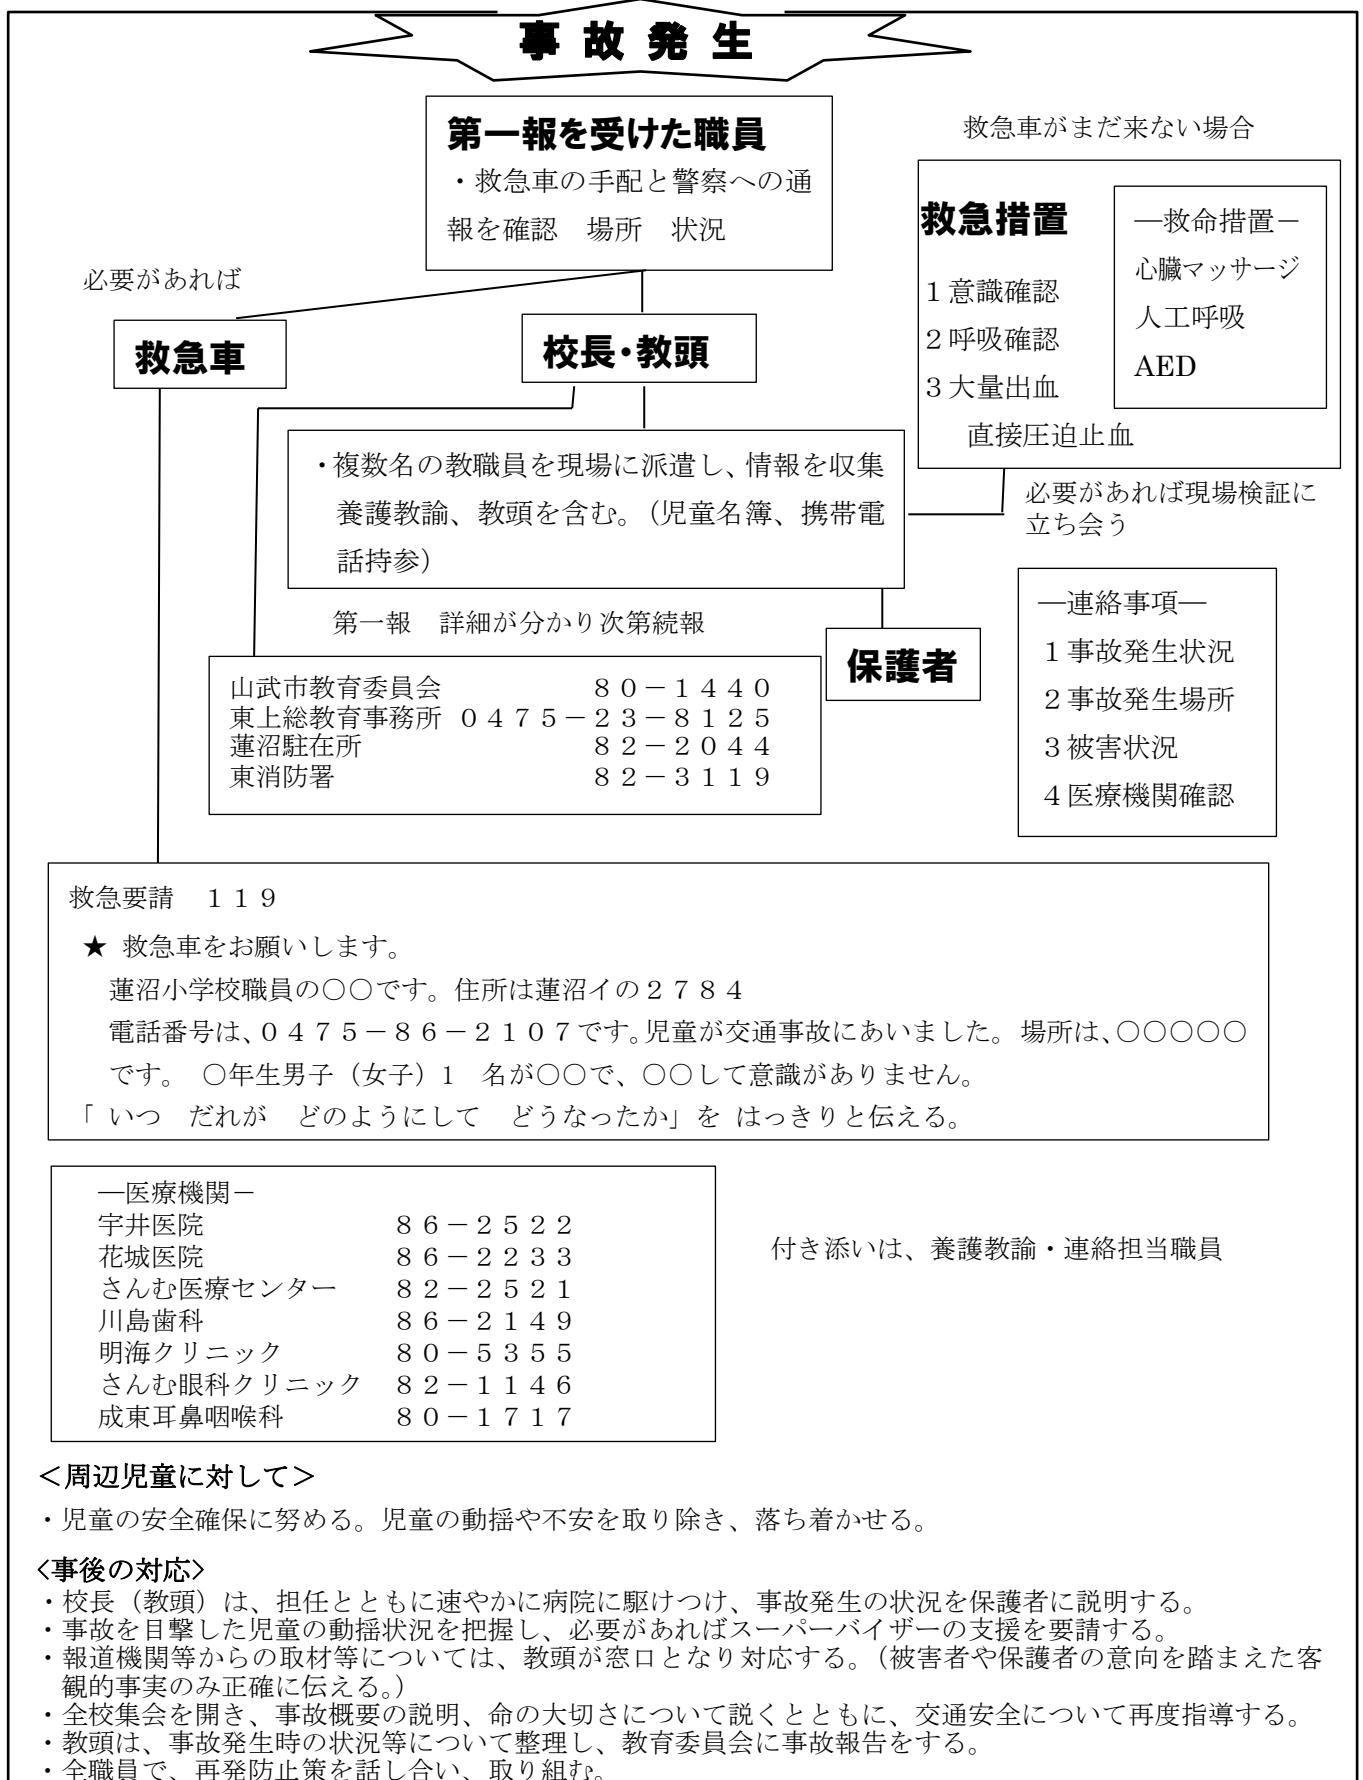 事故発生
第一報を受けた職員
・救急車の手配と警察への通
報を確認　場所　状況
救急車がまだ来ない場合
救急措置
１意識確認
２呼吸確認
３大量出血
直接圧迫止血
―救命措置－
心臓マッサージ
人工呼吸
AED
必要があれば
救急車
校長・教頭
・複数名の教職員を現場に派遣し、情報を収集
養護教諭、教頭を含む。（児童名簿、携帯電
話持参）
必要があれば現場検証に
立ち会う
第一報　詳細が分かり次第続報
保護者
―連絡事項―
１事故発生状況
２事故発生場所
３被害状況
４医療機関確認
山武市教育委員会　８０－１４４０
東上総教育事務所　０４７５－２３－８１２５
蓮沼駐在所　８２－２０４４
東消防署　８２－３１１９
救急要請　１１９
★ 救急車をお願いします。
蓮沼小学校職員の○○です。住所は蓮沼イの２７８４
電話番号は、０４７５－８６－２１０７です。児童が交通事故にあいました。 場所は、○○○○○
です。 ○年生男子（女子）1　名が○○で、○○して意識がありません。
「 いつ　だれが　どのようにして　どうなったか」を はっきりと伝える。
―医療機関－
宇井医院　８６－２５２２
花城医院　８６－２２３３
さんむ医療センター　８２－２５２１
川島歯科　８６－２１４９
明海クリニック　８０－５３５５
さんむ眼科クリニック　８２－１１４６
成東耳鼻咽喉科　８０－１７１７
付き添いは、養護教諭・連絡担当職員
＜周辺児童に対して＞
・児童の安全確保に努める。児童の動揺や不安を取り除き、落ち着かせる。
<事後の対応>
・校長（教頭）は、担任とともに速やかに病院に駆けつけ、事故発生の状況を保護者に説明する。
・事故を目撃した児童の動揺状況を把握し、必要があればスーパーバイザーの支援を要請する。
・報道機関等からの取材等については、教頭が窓口となり対応する。（被害者や保護者の意向を踏まえた客
観的事実のみ正確に伝える。）
・全校集会を開き、事故概要の説明、命の大切さについて説くとともに、交通安全について再度指導する。
・教頭は、事故発生時の状況等について整理し、教育委員会に事故報告をする。
・全職員で、再発防止策を話し合い、取り組む。